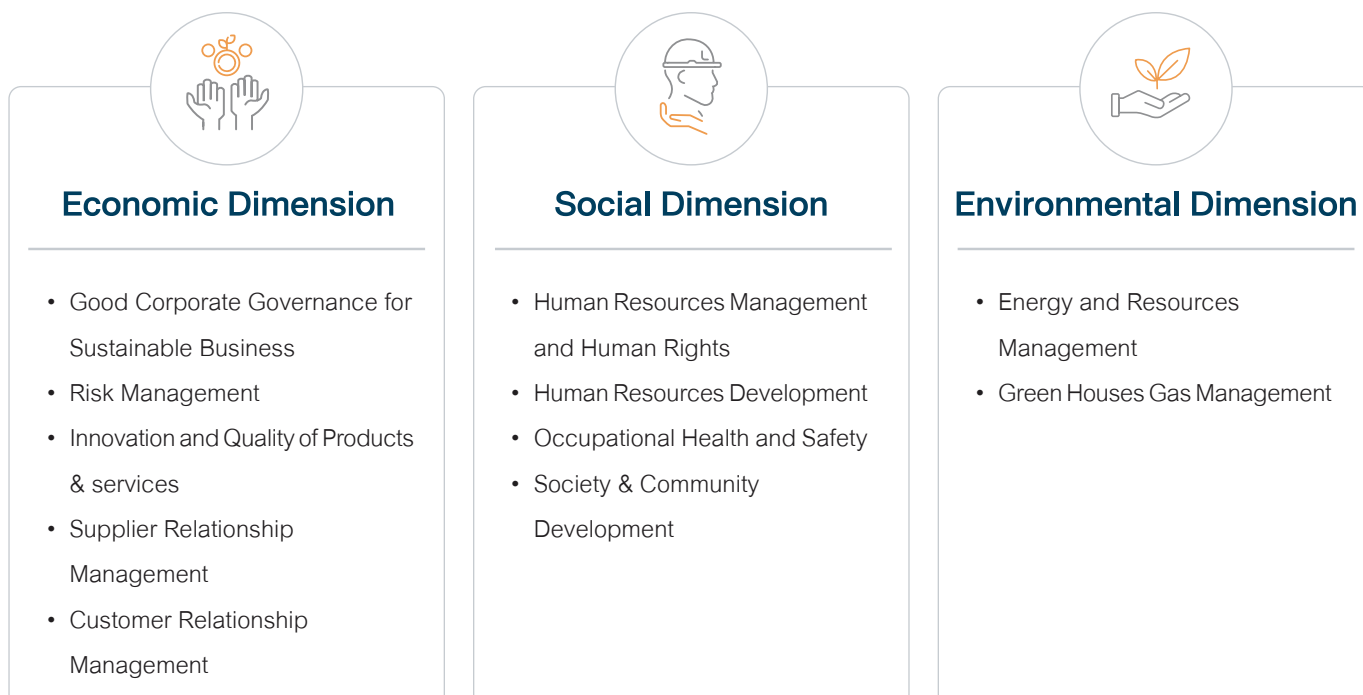 Economic Dimension
• Good Corporate Governance for
Sustainable Business
• Risk Management
• Innovation and Quality of Products
& services
• Supplier Relationship
Management
• Customer Relationship
Management
Social Dimension
• Human Resources Management
and Human Rights
• Human Resources Development
• Occupational Health and Safety
• Society & Community
Development
Environmental Dimension
• Energy and Resources
Management
• Green Houses Gas Management